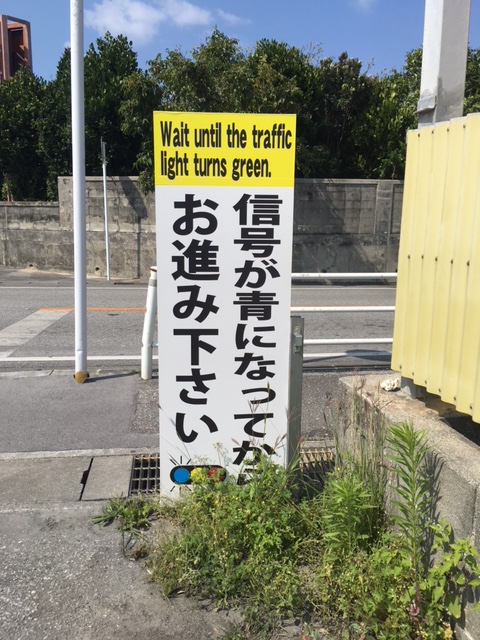 Wait until the traffic
light turns green.
信号が青になってから
お進み下さい